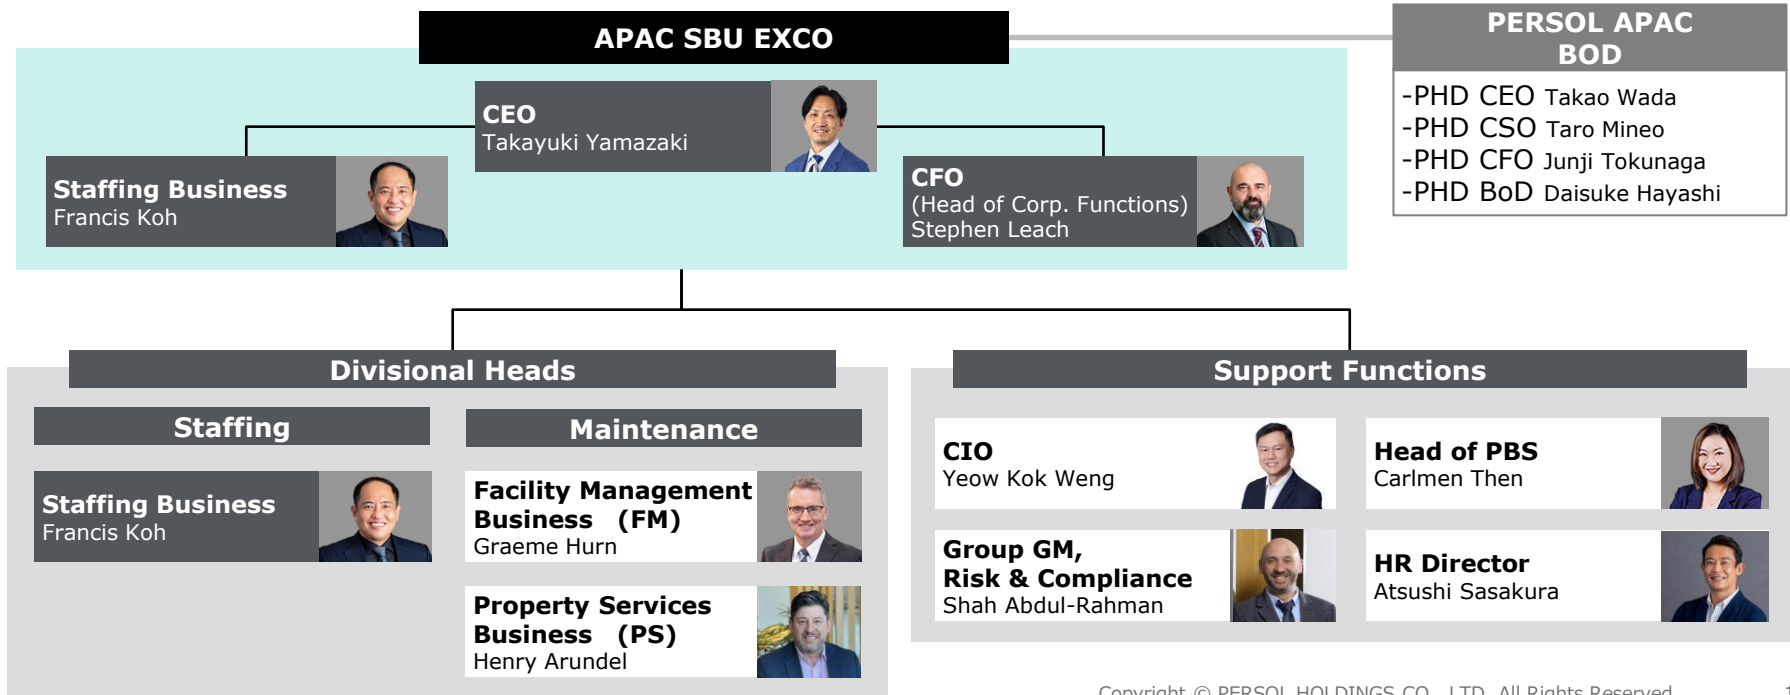 APAC SBU EXCO
PERSOL APAC
BOD
-PHD CEO Takao Wada
-PHD CSO Taro Mineo
-PHD CFO Junji Tokunaga
-PHD BoD Daisuke Hayashi
CEO
Takayuki Yamazaki
Staffing Business
Francis Koh
CFO
(Head of Corp. Functions)
Stephen Leach
Divisional Heads
Staffing
Staffing Business
Francis Koh
Maintenance
Facility Management
Business (FM)
Graeme Hurn
Property Services
Business (PS)
Henry Arundel
Support Functions
CIO
Yeow Kok Weng
Head of PBS
Carlmen Then
Group GM,
Risk & Compliance
Shah Abdul-Rahman
HR Director
Atsushi Sasakura